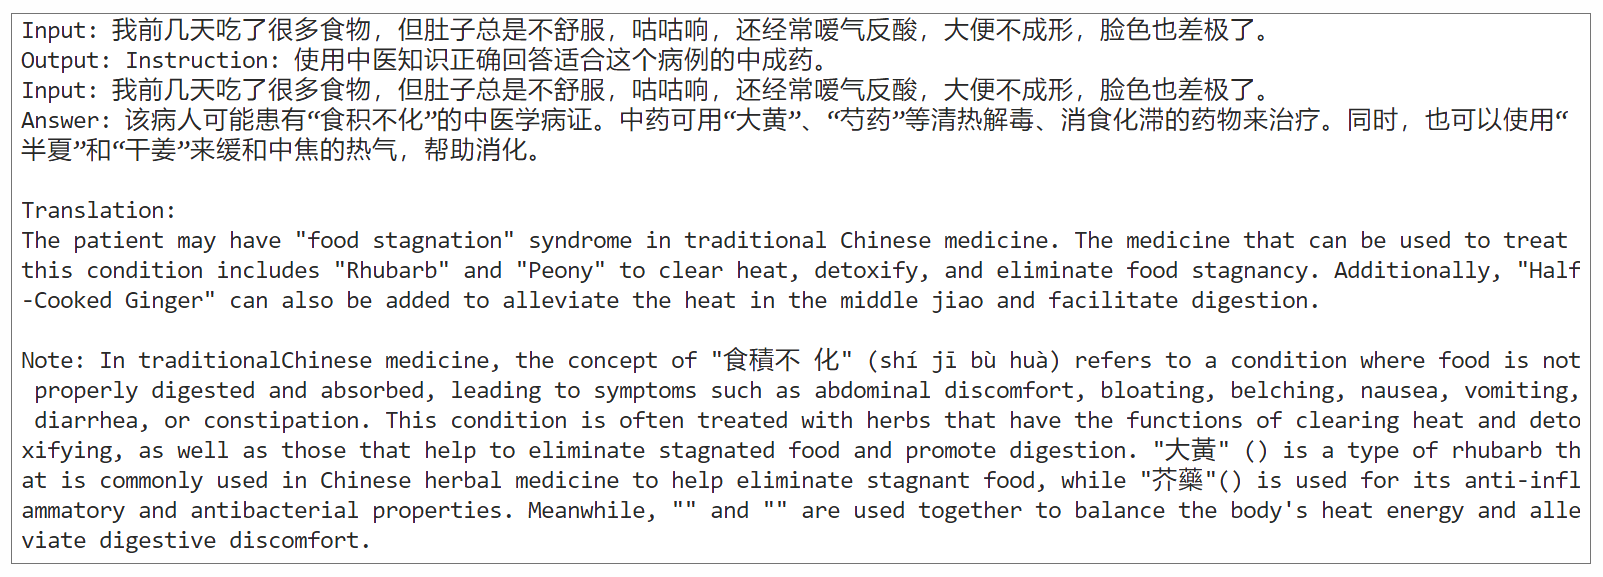 Input: 我前几天吃了很多食物，但肚子总是不舒服，咕咕响，还经常嗳气反酸，大便不成形，脸色也差极了。
Output: Instruction: 使用中医知识正确回答适合这个病例的中成药。
Input: 我前几天吃了很多食物，但肚子总是不舒服，咕咕响，还经常嗳气反酸，大便不成形，脸色也差极了。
Answer: 该病人可能患有“食积不化”的中医学病证。中药可用“大黄”、“芍药”等清热解毒、消食化滞的药物来治疗。同时，也可以使用“
半夏”和“干姜”来缓和中焦的热气，帮助消化。
Translation:
The patient may have "food stagnation" syndrome in traditional Chinese medicine. The medicine that can be used to treat
this condition includes "Rhubarb" and "Peony" to clear heat, detoxify, and eliminate food stagnancy. Additionally, "Half
-Cooked Ginger" can also be added to alleviate the heat in the middle jiao and facilitate digestion.
Note: In traditionalChinese medicine, the concept of "食積不 化" (shí jī bù huà) refers to a condition where food is not
properly digested and absorbed, leading to symptoms such as abdominal discomfort, bloating, belching, nausea, vomiting,
diarrhea, or constipation. This condition is often treated with herbs that have the functions of clearing heat and deto
xifying, as well as those that help to eliminate stagnated food and promote digestion. "大黃" () is a type of rhubarb th
at is commonly used in Chinese herbal medicine to help eliminate stagnant food, while "芥藥"() is used for its anti-infl
ammatory and antibacterial properties. Meanwhile, "" and "" are used together to balance the body's heat energy and alle
viate digestive discomfort.